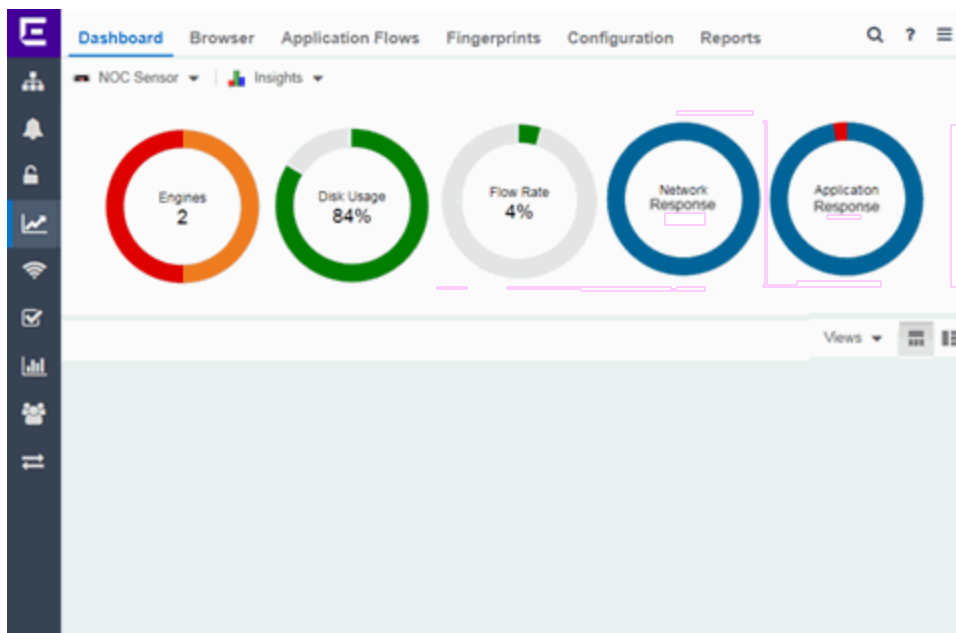 Dashboard Browser Application Flows Fingerprints Configuration Reports ?
NOC Sensor Insights
Engines
2
Disk Usage
84%
Flow Rate
4%
Network
Response
Application
Response
Views